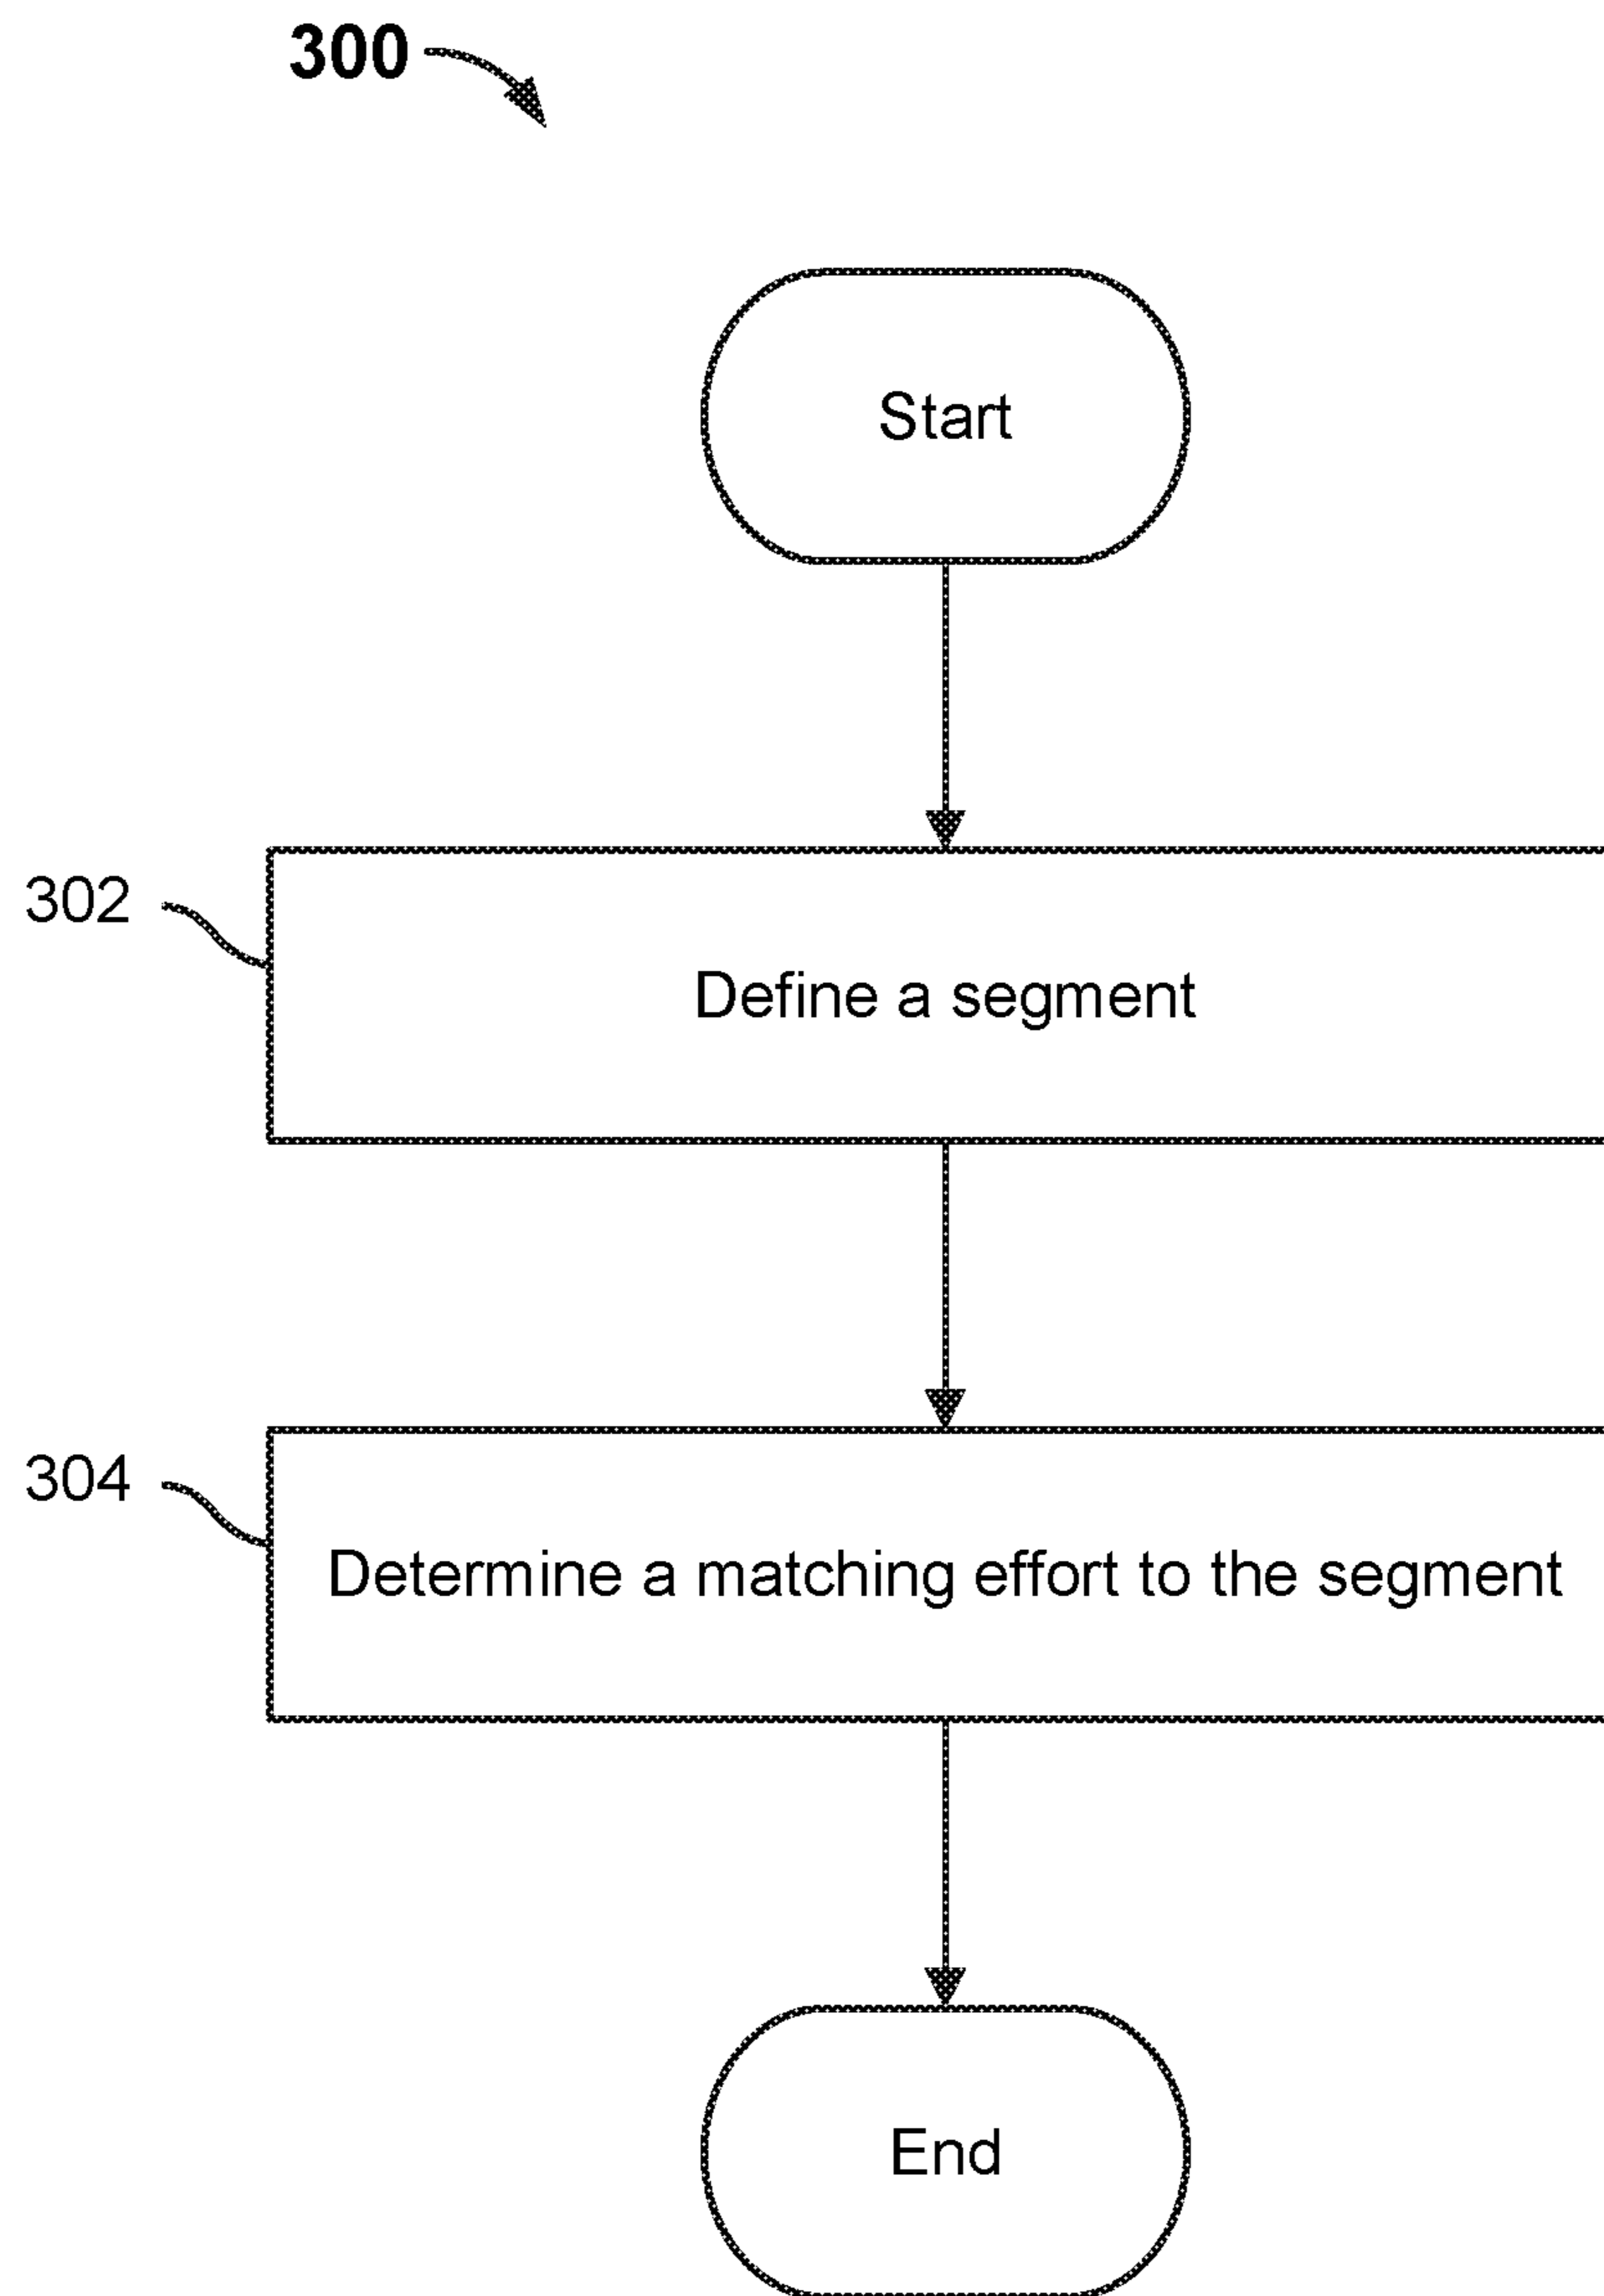 300
Start
302
Define a segment
304
Determine a matching effort to the segment
End